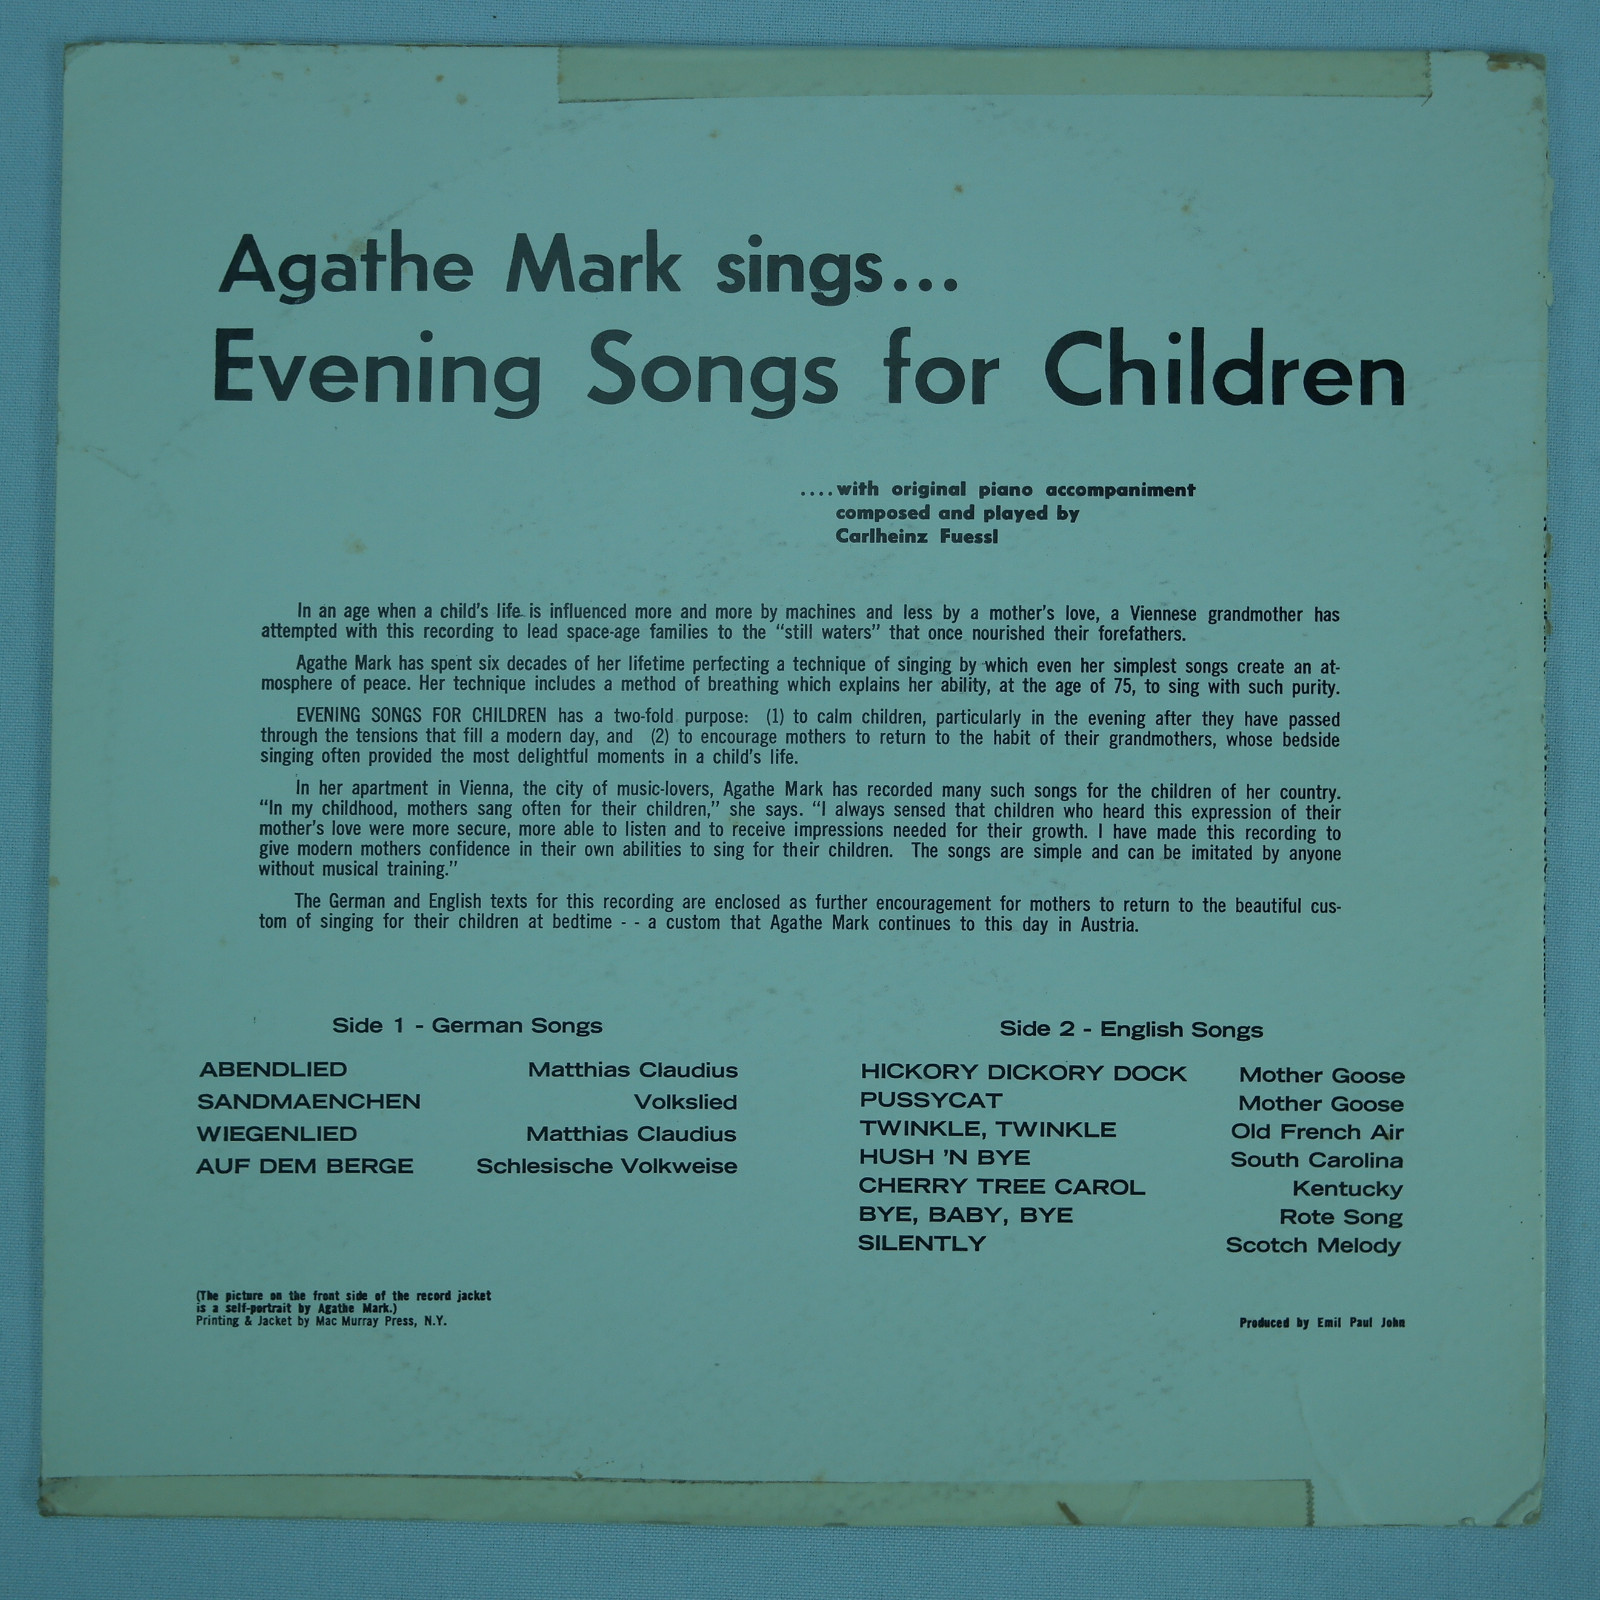 Agathe Mark sings...
Evening Songs for Children
....with original piano accompaniment
composed and played by
Carlheinz Fuessl
In an age when a child's life is influenced more and more by machines and less by a mother's love, a Viennese grandmother has
attempted with this recording to lead space-age families to the "still waters" that once nourished their forefathers.
Agathe Mark has spent six decades of her lifetime perfecting a technique of singing by which even her simplest songs create an at-
mosphere of peace. Her technique includes a method of breathing which explains her ability, at the age of 75, to sing with such purity.
EVENING SONGS FOR CHILDREN has a two-fold purpose: (1) to calm children, particularly in the evening after they have passed
through the tensions that fill a modern day, and (2) to encourage mothers to return to the habit of their grandmothers, whose bedside
singing often provided the most delightful moments in a child's life.
In her apartment in Vienna, the city of music-lovers, Agathe Mark has recorded many such songs for the children of her country.
"In my childhood, mothers sang often for their children," she says. "I always sensed that children who heard this expression of their
mother's love were more secure, more able to listen and to receive impressions needed for their growth. I have made this recording to
give modern mothers confidence in their own abilities to sing for their children. The songs are simple and can be imitated by anyone
without musical training."
The German and English texts for this recording are enclosed as further encouragement for mothers to return to the beautiful cus-
tom of singing for their children at bedtime - - a custom that Agathe Mark continues to this day in Austria.
Side 1 - German Songs
ABENDLIED Matthias Claudius
SANDMAENCHEN Volkslied
WIEGENLIED Matthias Claudius
AUF DEM BERGE Schlesische Volkweise
Side 2 - English Songs
HICKORY DICKORY DOCK Mother Goose
PUSSYCAT Mother Goose
TWINKLE, TWINKLE Old French Air
HUSH 'N BYE South Carolina
CHERRY TREE CAROL Kentucky
BYE, BABY, BYE Rote Song
SILENTLY Scotch Melody
(The picture on the front side of the record jacket
is a self-portrait by Agathe Mark.)
Printing & Jacket by Mac Murray Press, N.Y.
Produced by Emil Paul John